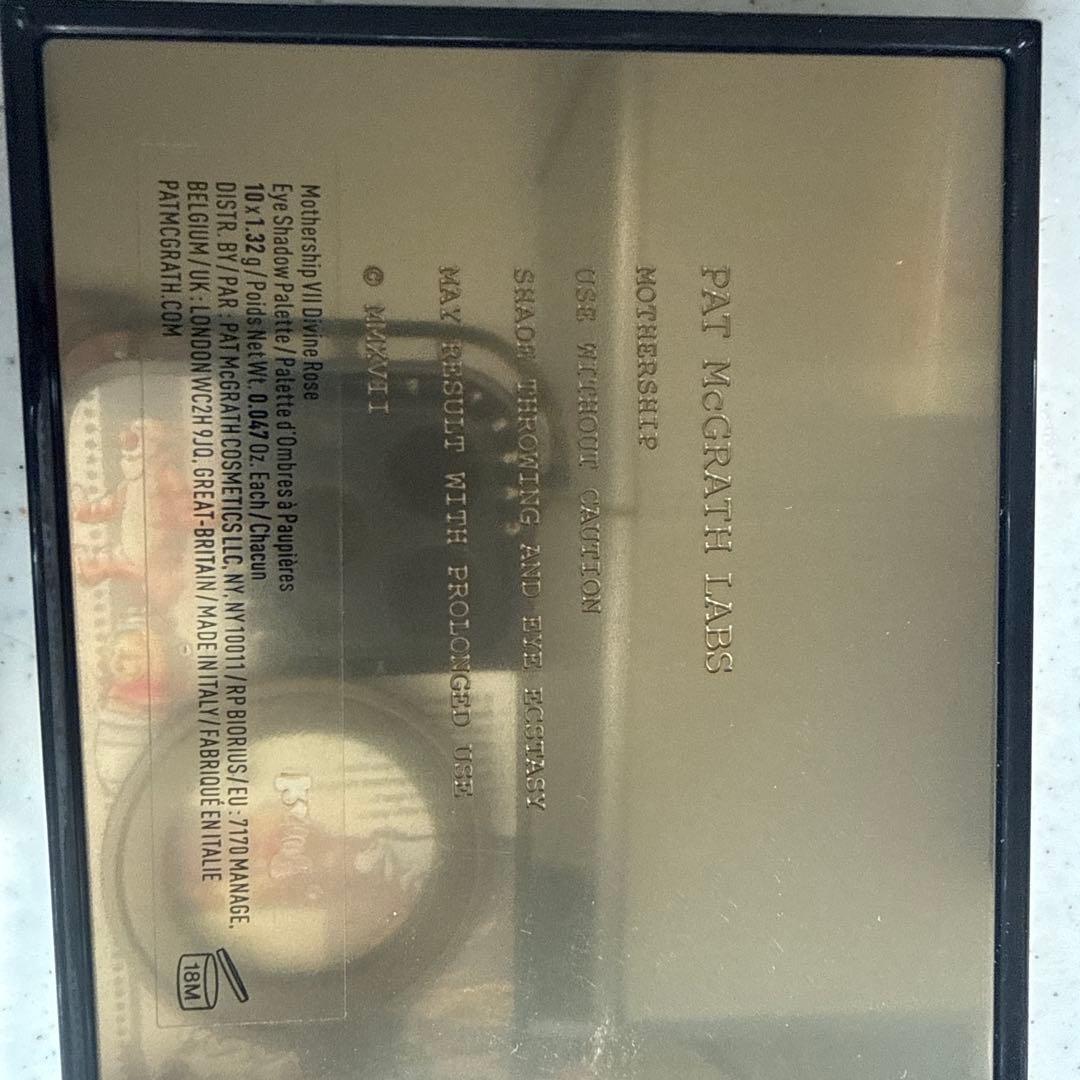 PAT McGRATH LABS
MOTHERSHIP
USE WITHOUT CAUTION
SHADE THROWING AND EYE ECSTASY
MAY RESULT WITH PROLONGED USE
© MMXVII
Mothership VII Divine Rose
Eye Shadow Palette / Palette d'Ombres à Paupières
10 x 1.32 g / Poids Net Wt. 0.047 Oz. Each / Chacun
DISTR. BY / PAR : PAT McGRATH COSMETICS LLC, NY, NY 10011 / RP BIORIUS / EU : 7170 MANAGE,
BELGIUM / UK : LONDON WC2H 9JQ, GREAT-BRITAIN / MADE IN ITALY / FABRIQUÉ EN ITALIE
PATMCGRATH.COM
18M